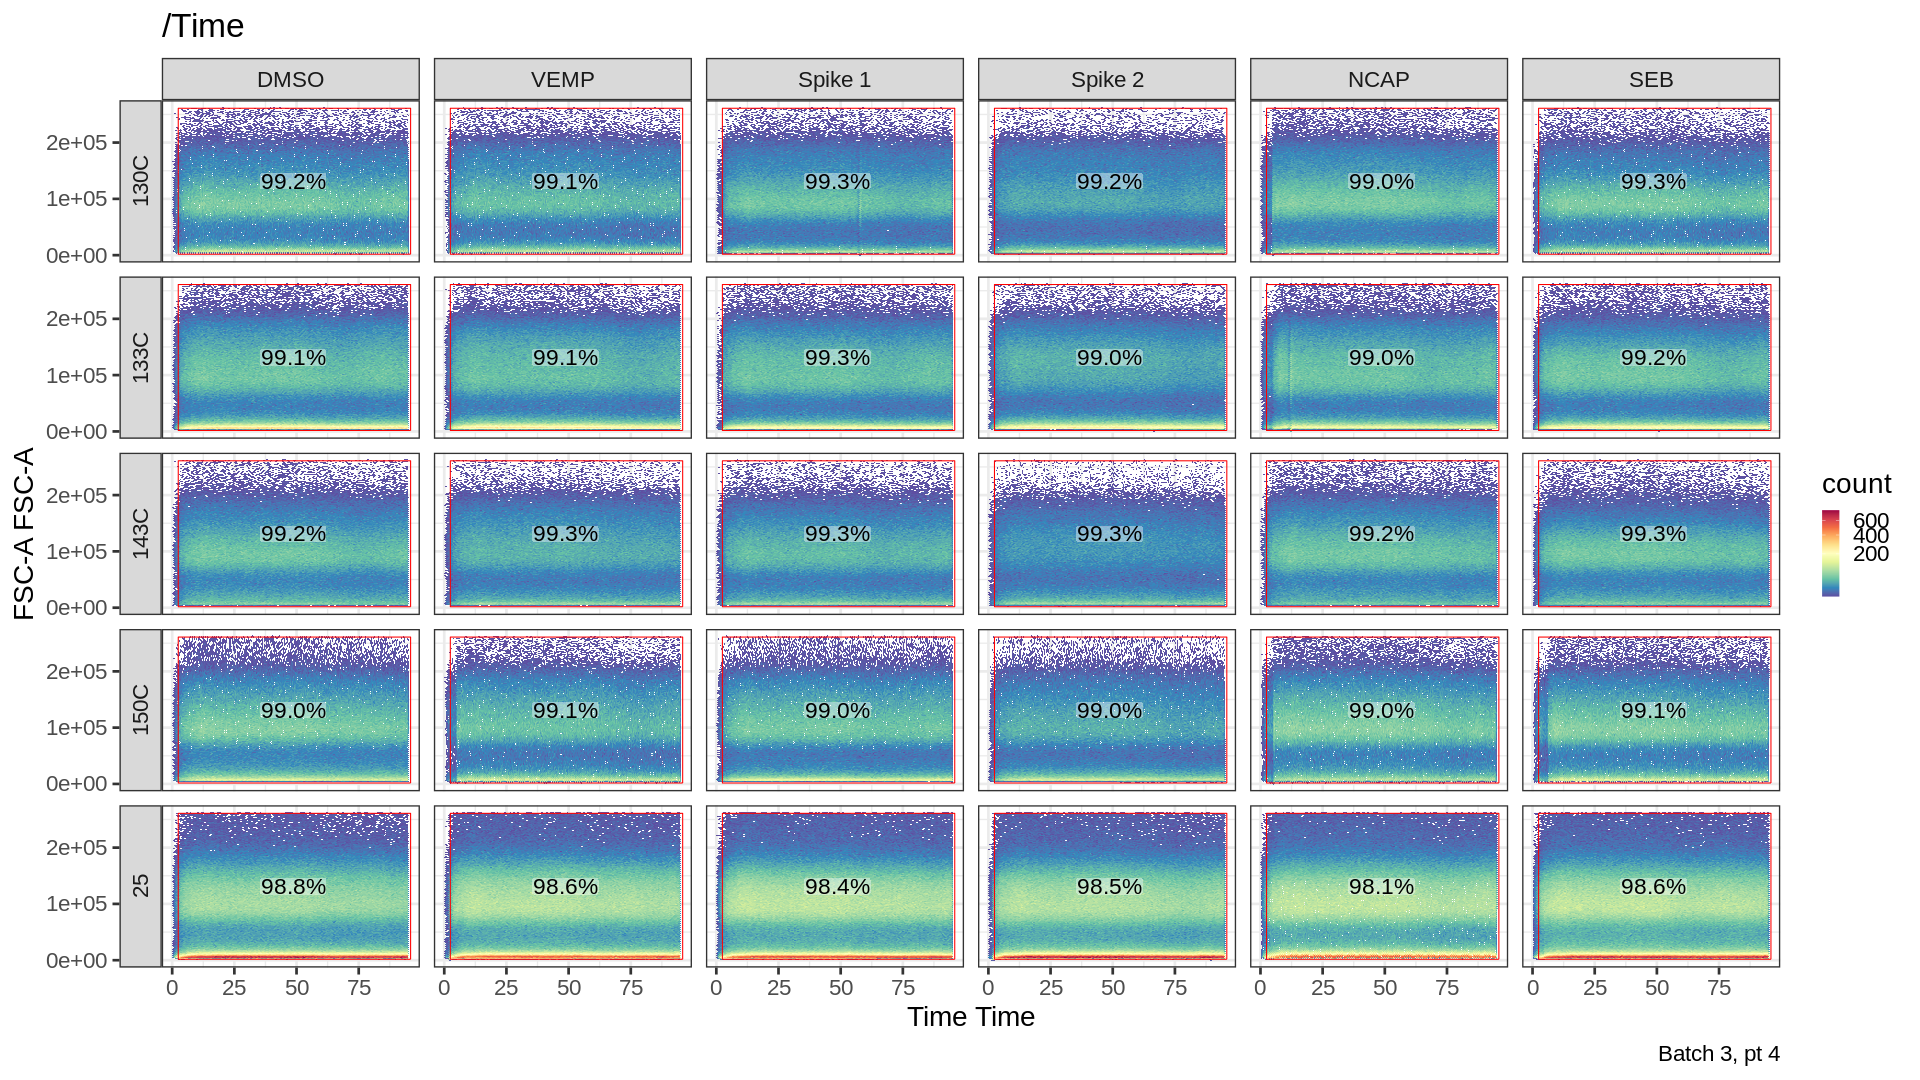 /Time
DMSO VEMP Spike 1 Spike 2 NCAP SEB
2e+05
1e+05
0e+00
130C
99.2% 99.1% 99.3% 99.2% 99.0% 99.3%
2e+05
1e+05
0e+00
133C
99.1% 99.1% 99.3% 99.0% 99.0% 99.2%
2e+05
1e+05
0e+00
143C
99.2% 99.3% 99.3% 99.3% 99.2% 99.3%
2e+05
1e+05
0e+00
150C
99.0% 99.1% 99.0% 99.0% 99.0% 99.1%
2e+05
1e+05
0e+00
25
98.8% 98.6% 98.4% 98.5% 98.1% 98.6%
0 25 50 75 0 25 50 75 0 25 50 75 0 25 50 75 0 25 50 75 0 25 50 75
Time Time
FSC-A FSC-A
count
600
400
200
Batch 3, pt 4